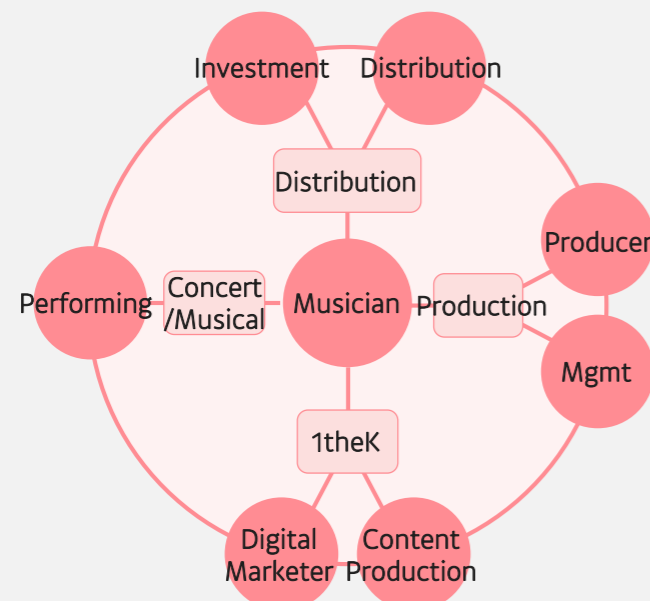 Investment
Distribution
Distribution
Producer
Performing
Concert
/Musical
Musician
Production
Mgmt
1theK
Digital
Marketer
Content
Production